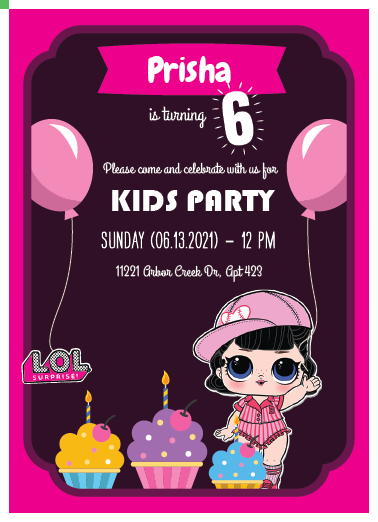 Prisha
is turning
6
Please come and celebrate with us for
KIDS PARTY
SUNDAY (06.13.2021) – 12 PM
11221 Arbor Creek Dr, Apt 423
LOL
SURPRISE!